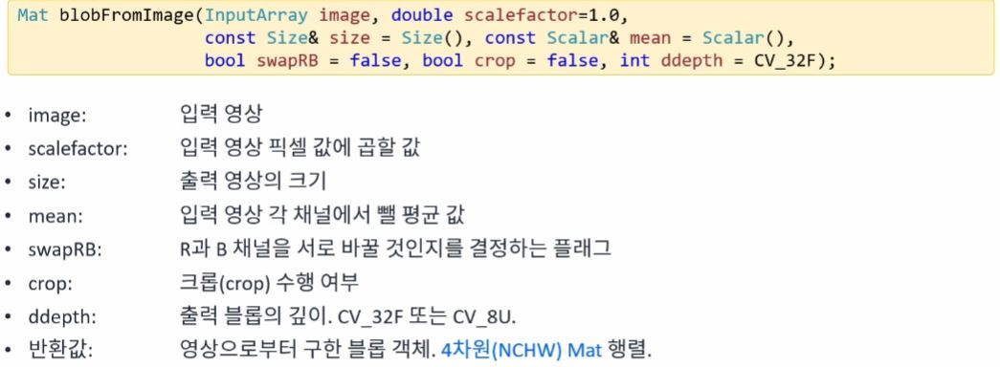 Mat blobFromImage(InputArray image, double scalefactor=1.0,
const Size& size = Size(), const Scalar& mean = Scalar(),
bool swapRB = false, bool crop = false, int ddepth = CV_32F);
• image: 입력 영상
• scalefactor: 입력 영상 픽셀 값에 곱할 값
• size: 출력 영상의 크기
• mean: 입력 영상 각 채널에서 뺄 평균 값
• swapRB: R과 B 채널을 서로 바꿀 것인지를 결정하는 플래그
• crop: 크롭(crop) 수행 여부
• ddepth: 출력 블롭의 깊이. CV_32F 또는 CV_8U.
• 반환값: 영상으로부터 구한 블롭 객체. 4차원(NCHW) Mat 행렬.